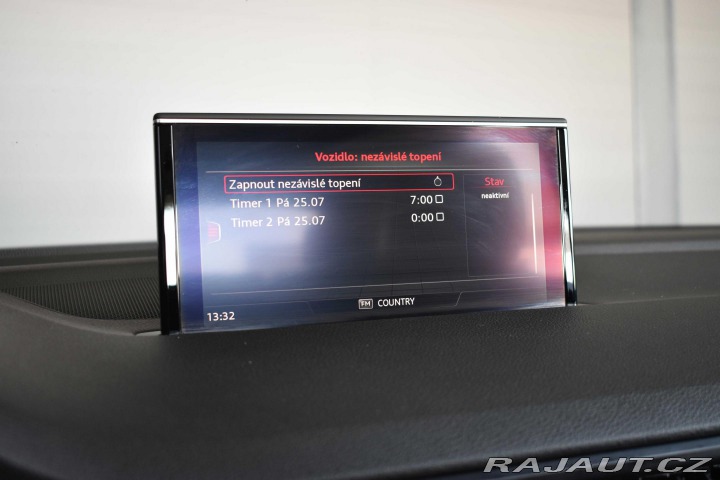 Vozidlo: nezávislé topení
Zapnout nezávislé topení
Timer 1 Pá 25.07 7:00
Timer 2 Pá 25.07 0:00
Stav
neaktivní
FM COUNTRY
13:32
RAJAUT.CZ